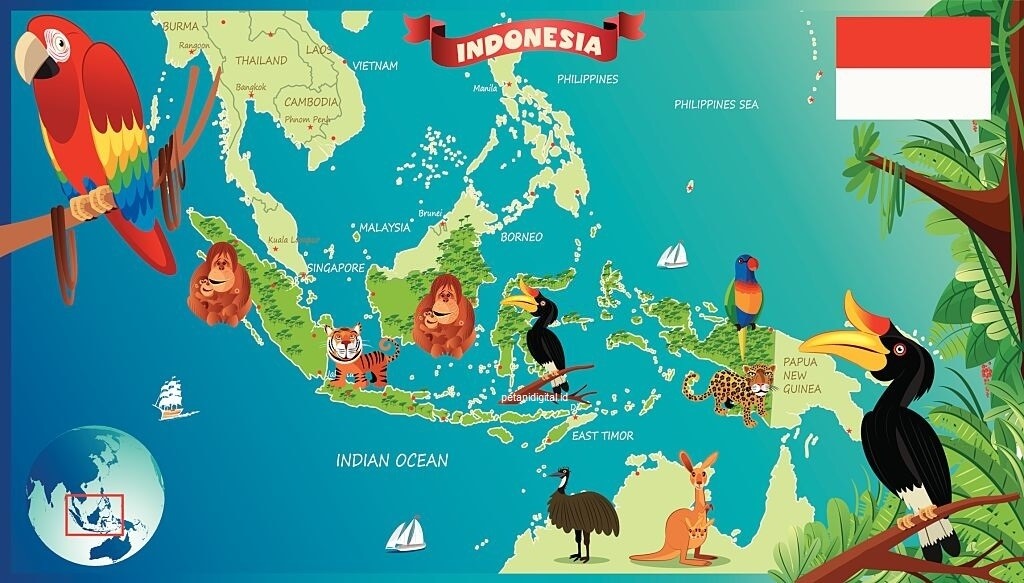 INDONESIA
BURMA
Rangoon
LAOS
THAILAND
VIETNAM
Bangkok
CAMBODIA
Phnom Penh
Manila
PHILIPPINES
PHILIPPINES SEA
Brunei
MALAYSIA
BORNEO
Kuala Lumpur
SINGAPORE
PAPUA
NEW
GUINEA
petapidigital.id
EAST TIMOR
INDIAN OCEAN